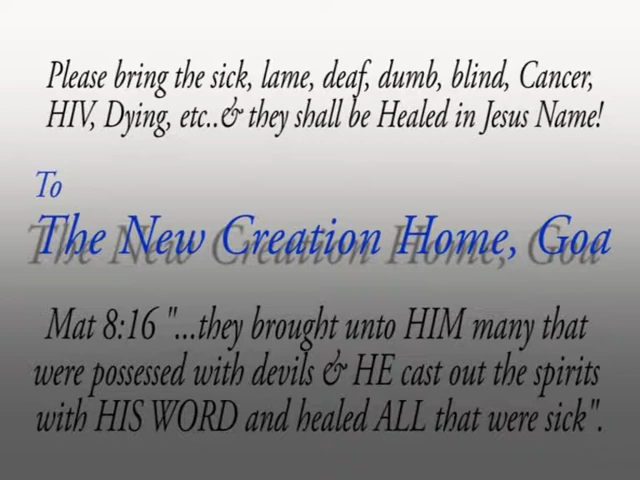 Please bring the sick, lame, deaf, dumb, blind, Cancer,
HIV, Dying, etc..& they shall be Healed in Jesus Name!
To
The New Creation Home, Goa
Mat 8:16 "...they brought unto HIM many that
were possessed with devils & HE cast out the spirits
with HIS WORD and healed ALL that were sick".